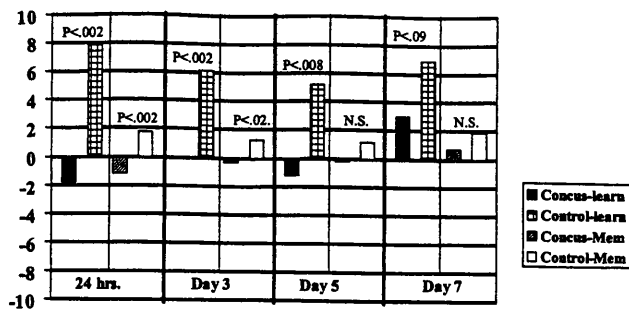 10
8
6
4
2
0
-2
-4
-6
-8
-10
P<.002
P<.002
P<.002
P<.02.
P<.008
N.S.
P<.09
N.S.
24 hrs.
Day 3
Day 5
Day 7
Concus-learn
Control-learn
Concus-Mem
Control-Mem